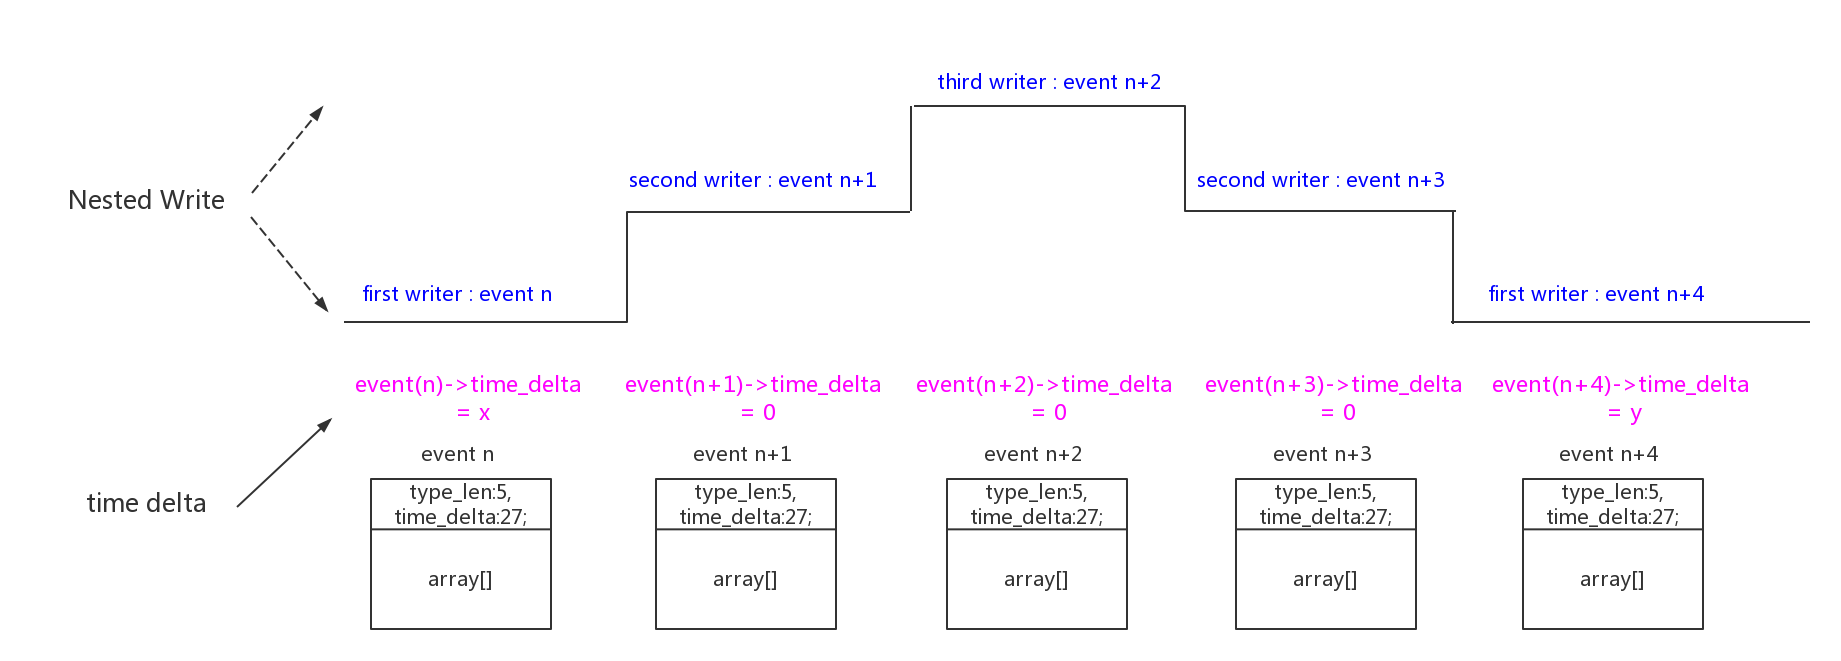 third writer : event n+2
second writer : event n+1
second writer : event n+3
Nested Write
first writer : event n
first writer : event n+4
event(n)->time_delta
= x
event(n+1)->time_delta
= 0
event(n+2)->time_delta
= 0
event(n+3)->time_delta
= 0
event(n+4)->time_delta
= y
time delta
event n
type_len:5,
time_delta:27;
array[]
event n+1
type_len:5,
time_delta:27;
array[]
event n+2
type_len:5,
time_delta:27;
array[]
event n+3
type_len:5,
time_delta:27;
array[]
event n+4
type_len:5,
time_delta:27;
array[]